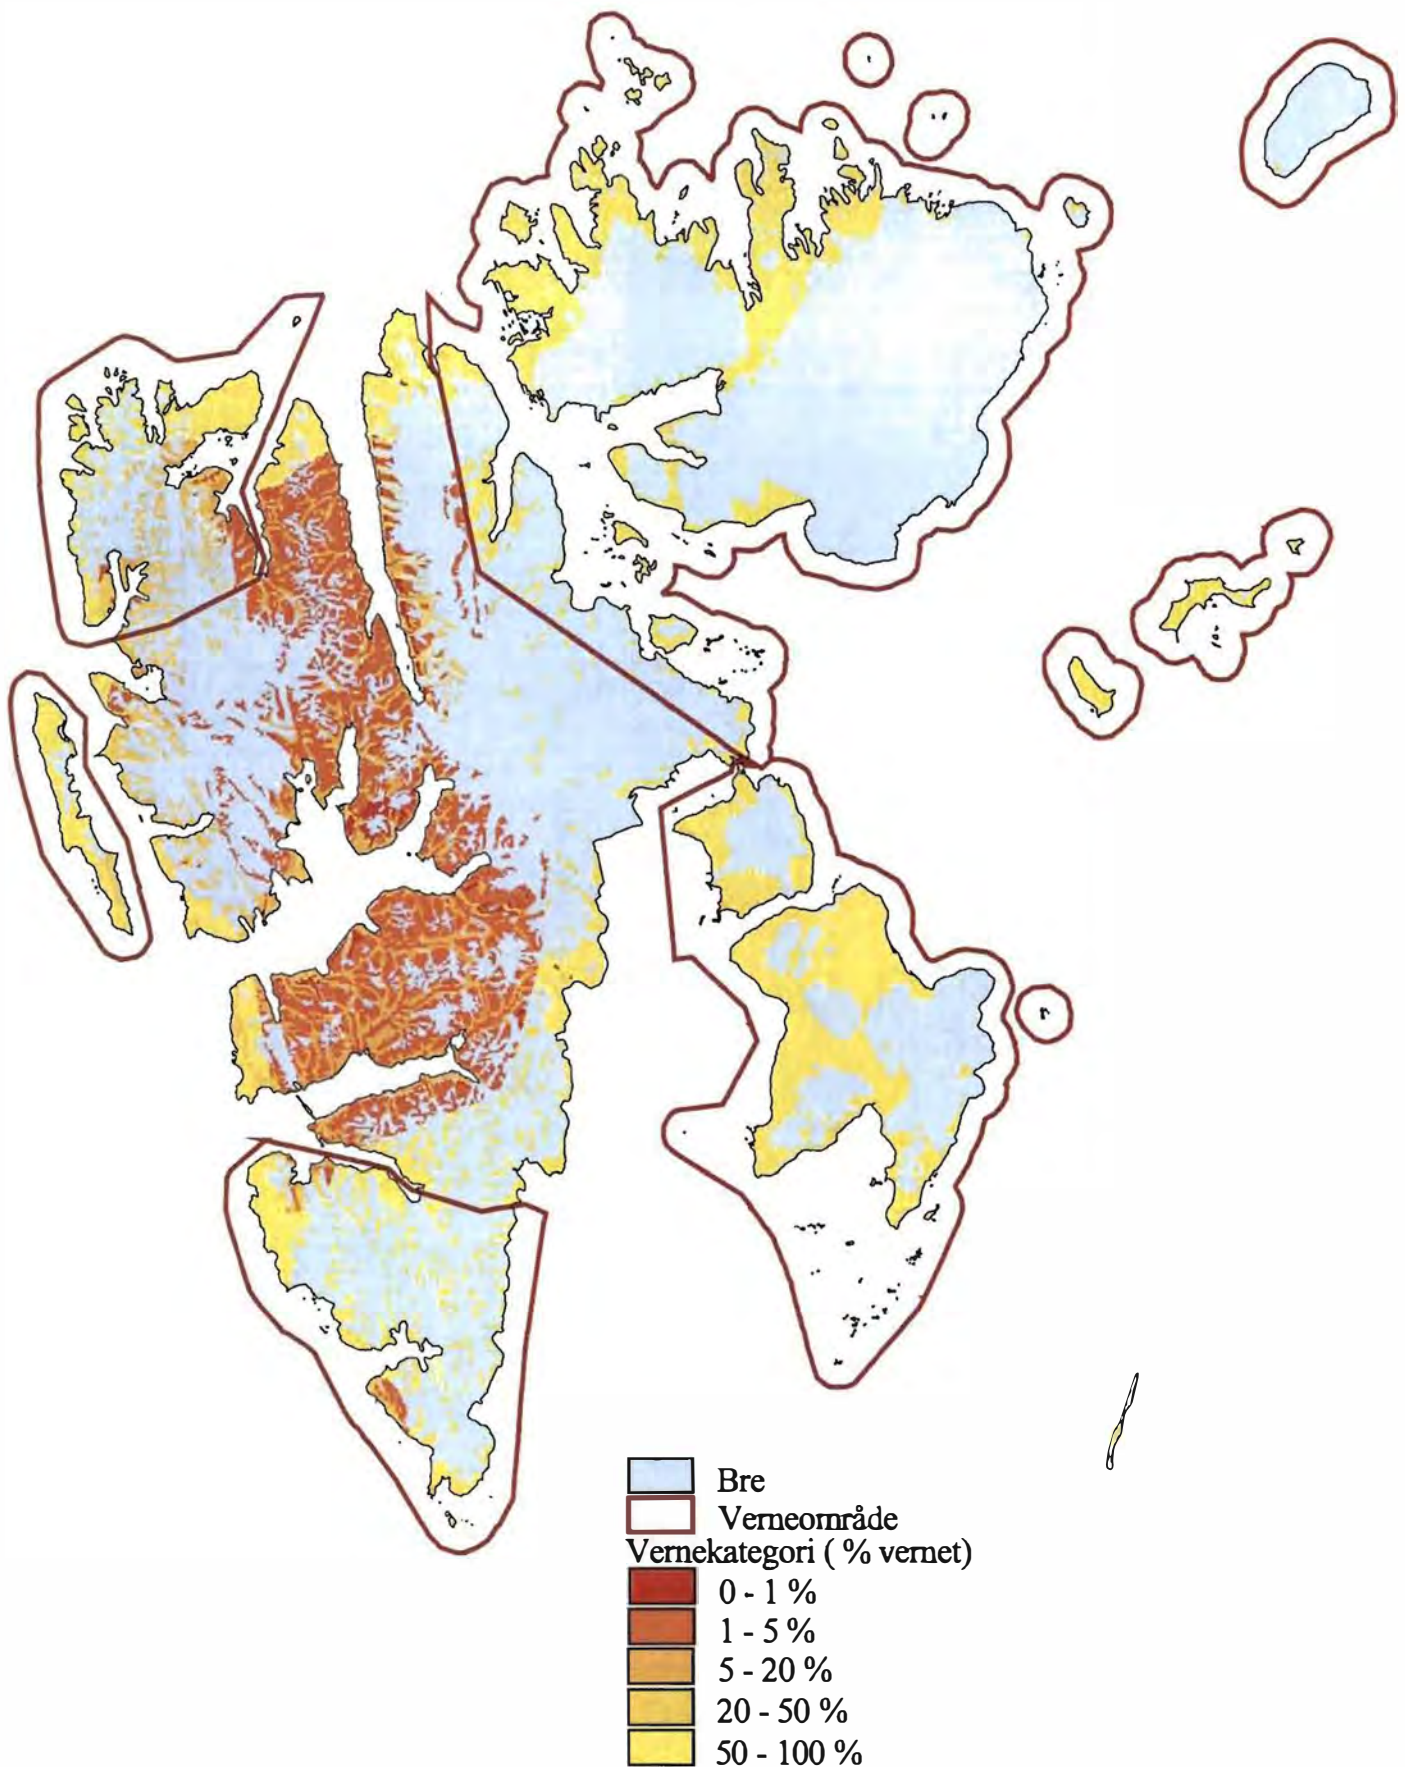 Bre
Verneområde
Vernekategori ( % vernet)
0 - 1 %
1 - 5 %
5 - 20 %
20 - 50 %
50 - 100 %